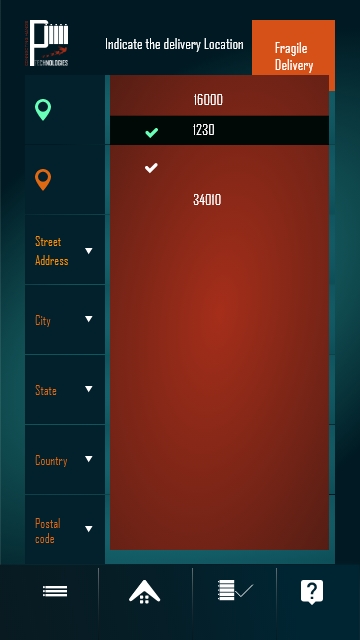 TECHNOLOGIES
Indicate the delivery Location
Fragile
Delivery
16000
1230
34010
Street
Address
City
State
Country
Postal
code
?